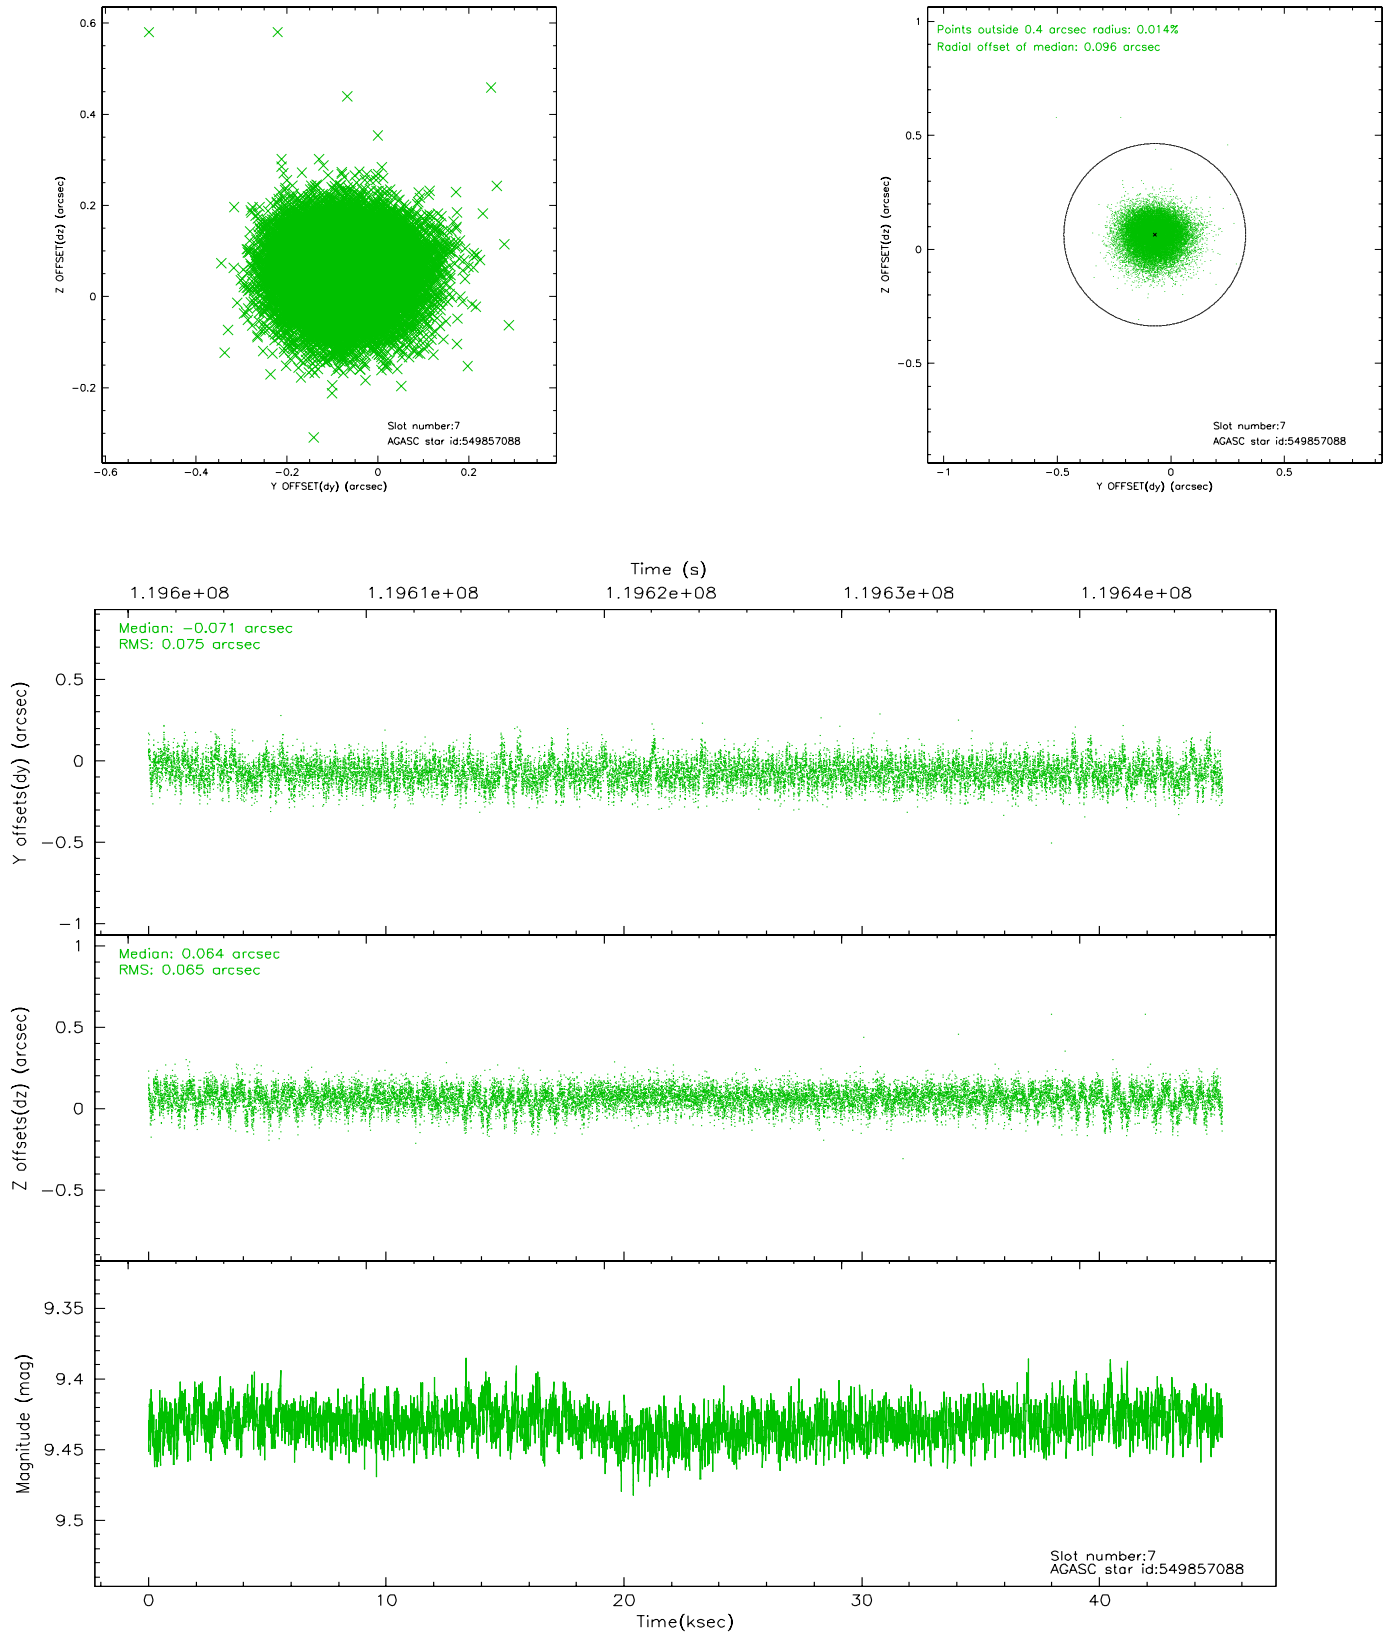 0.6
0.4
0.2
0
−0.2
Z OFFSET(dz) (arcsec)
Slot number:7
AGASC star id:549857088
−0.6
−0.4
−0.2
0
0.2
Y OFFSET(dy) (arcsec)
Points outside 0.4 arcsec radius: 0.014%
Radial offset of median: 0.096 arcsec
1
0.5
0
−0.5
Z OFFSET(dz) (arcsec)
Slot number:7
AGASC star id:549857088
−1
−0.5
0
0.5
Y OFFSET(dy) (arcsec)
Time (s)
1.196e+08
1.1961e+08
1.1962e+08
1.1963e+08
1.1964e+08
Median: −0.071 arcsec
RMS: 0.075 arcsec
0.5
0
−0.5
−1
Y offsets(dy) (arcsec)
Median: 0.064 arcsec
RMS: 0.065 arcsec
1
0.5
0
−0.5
Z offsets(dz) (arcsec)
9.35
9.4
9.45
9.5
Magnitude (mag)
Slot number:7
AGASC star id:549857088
0
10
20
30
40
Time(ksec)